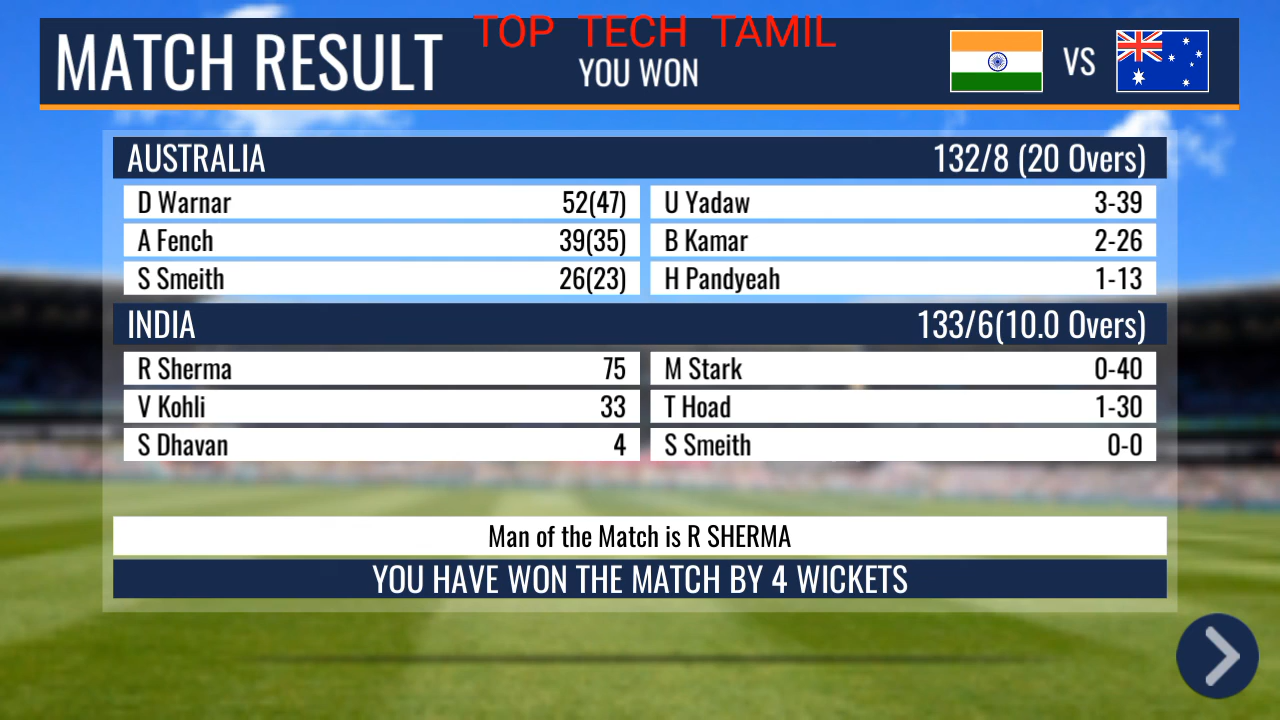 TOP TECH TAMIL
MATCH RESULT
YOU WON
VS
AUSTRALIA 132/8 (20 Overs)
D Warnar 52(47) U Yadaw 3-39
A Fench 39(35) B Kamar 2-26
S Smeith 26(23) H Pandyeah 1-13
INDIA 133/6(10.0 Overs)
R Sherma 75 M Stark 0-40
V Kohli 33 T Hoad 1-30
S Dhavan 4 S Smeith 0-0
Man of the Match is R SHERMA
YOU HAVE WON THE MATCH BY 4 WICKETS